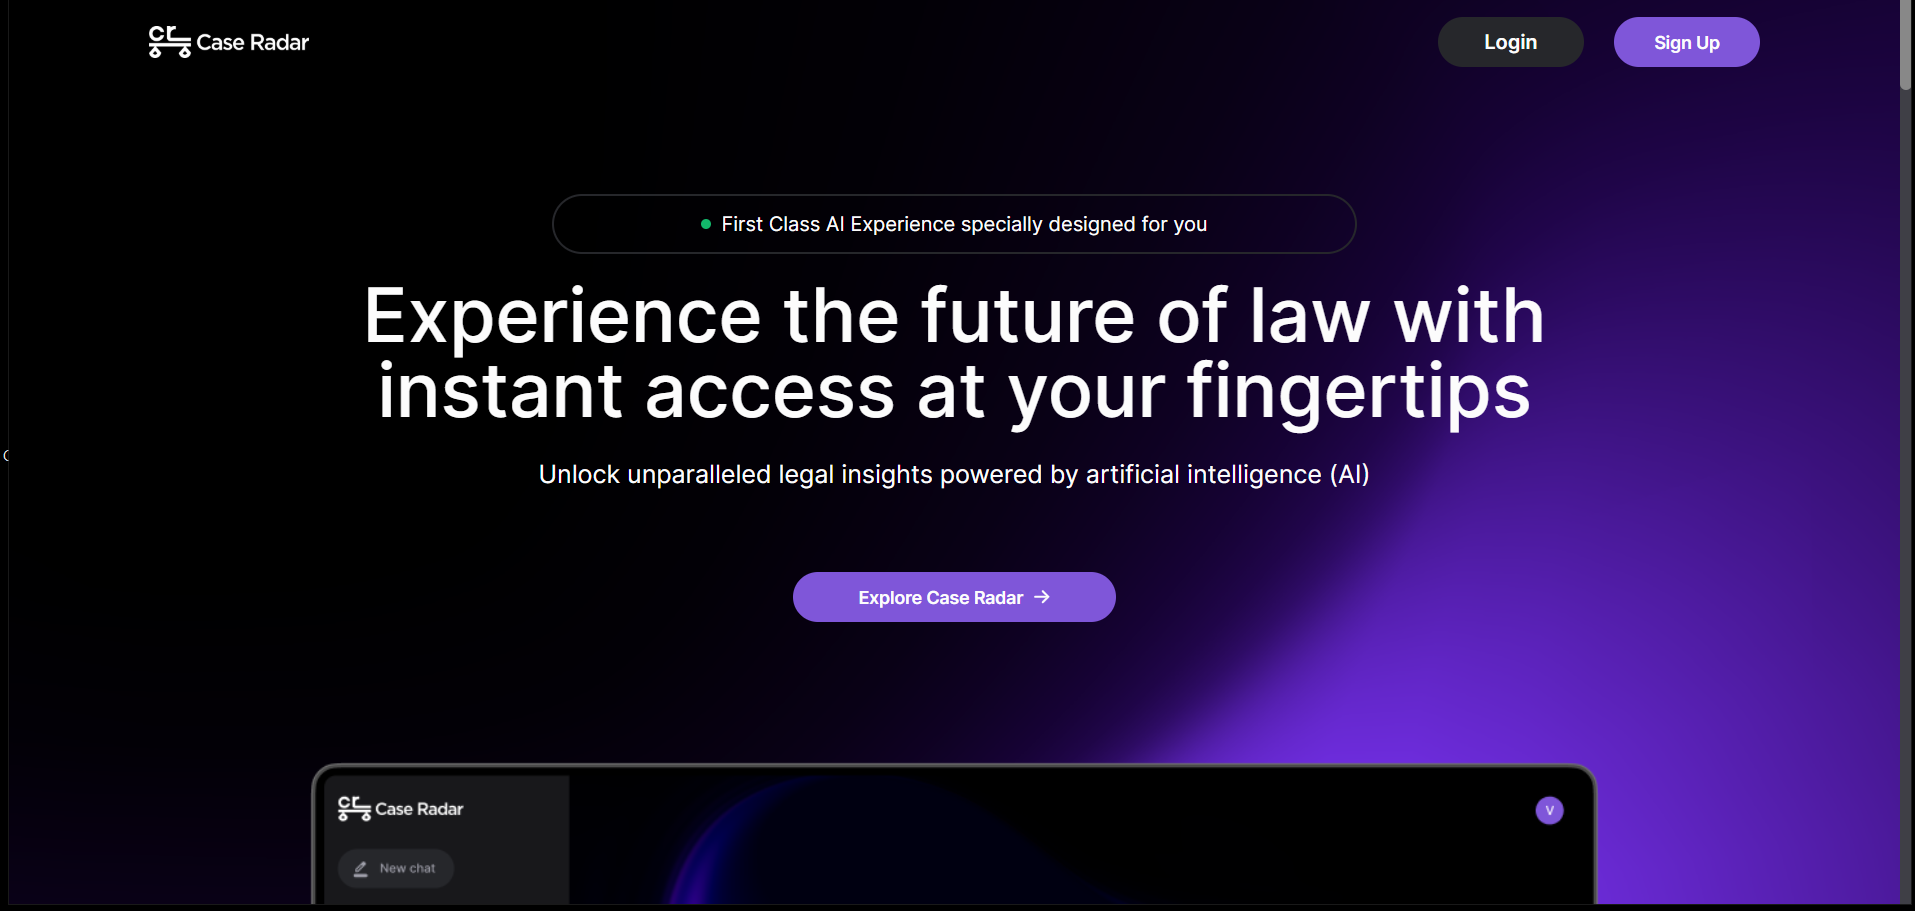 cr Case Radar
Login
Sign Up
First Class AI Experience specially designed for you
Experience the future of law with
instant access at your fingertips
Unlock unparalleled legal insights powered by artificial intelligence (AI)
Explore Case Radar →
cr Case Radar
V
New chat